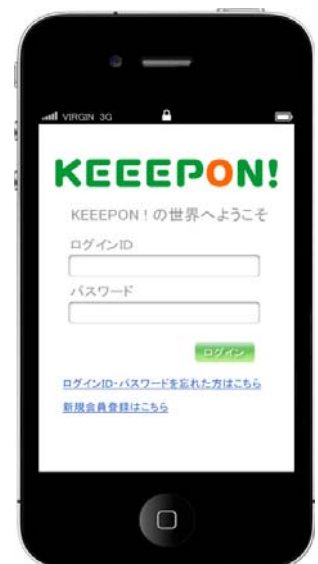 VIRGIN 3G
KEEEPON!
KEEEPON！の世界へようこそ
ログインID
パスワード
ログイン
ログインID・パスワードを忘れた方はこちら
新規会員登録はこちら